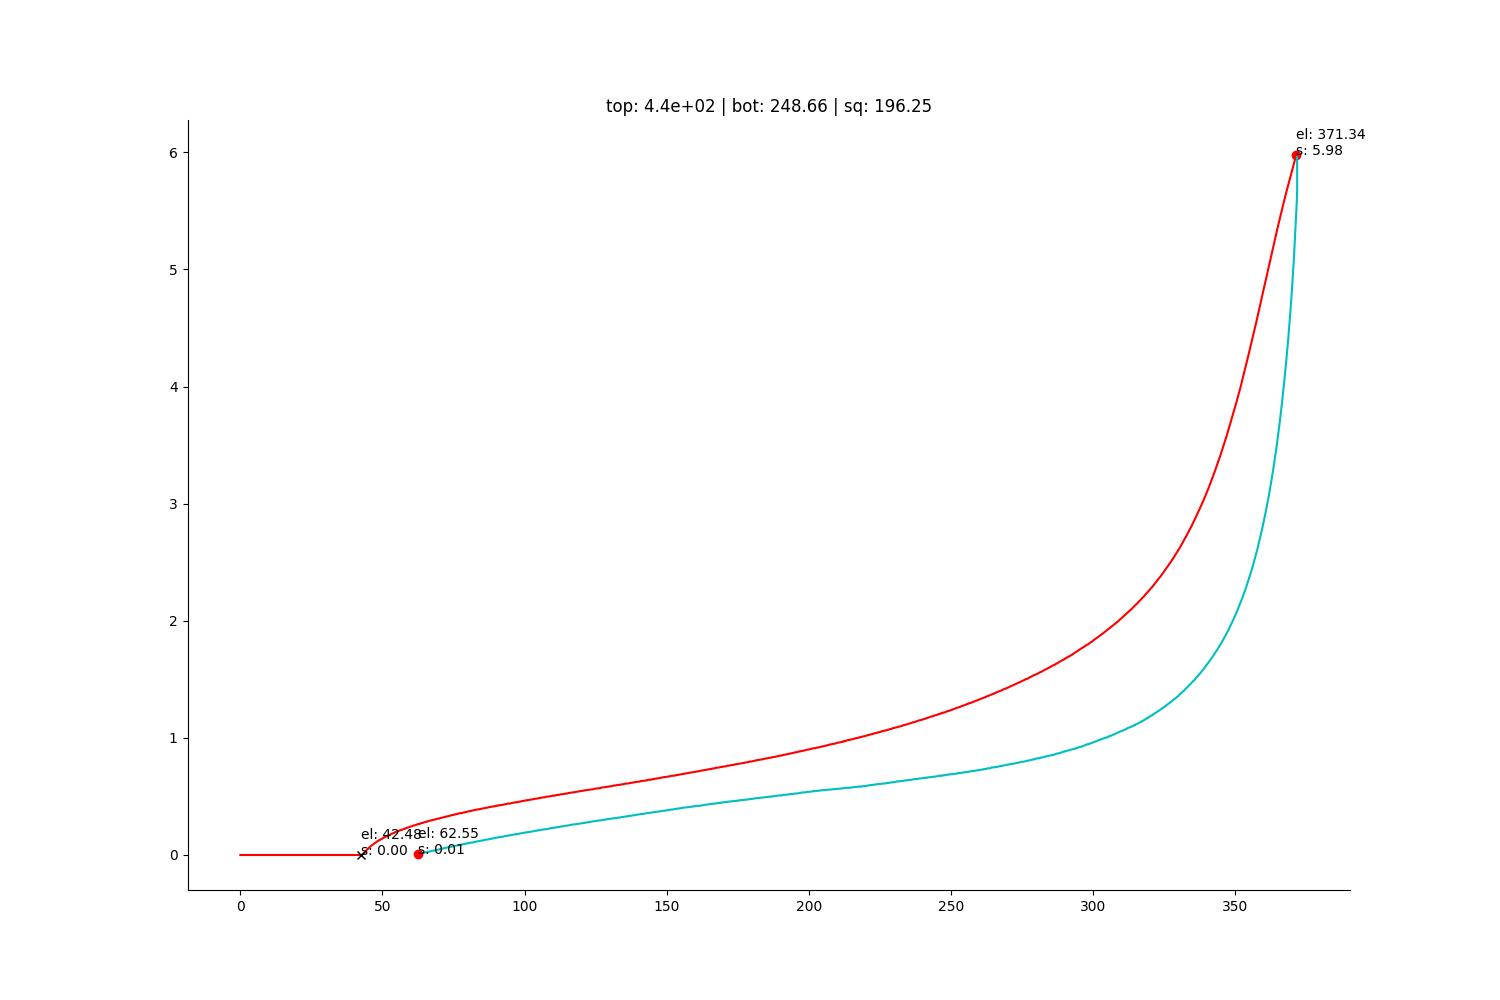 top: 4.4e+02 | bot: 248.66 | sq: 196.25
el: 371.34
s: 5.98
6
5
4
3
2
1
0
el: 42.48
s: 0.00
el: 62.55
s: 0.01
0 50 100 150 200 250 300 350